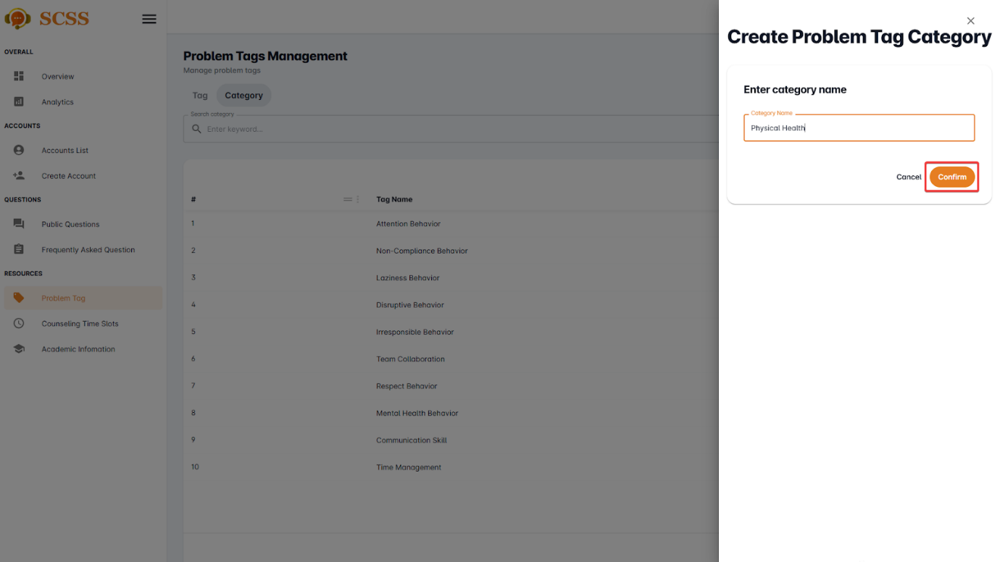 SCSS
OVERALL
Overview
Analytics
ACCOUNTS
Accounts List
Create Account
QUESTIONS
Public Questions
Frequently Asked Question
RESOURCES
Problem Tag
Counseling Time Slots
Academic Infomation
Problem Tags Management
Manage problem tags
Tag Category
Search category
Enter keyword...
# Tag Name
1 Attention Behavior
2 Non-Compliance Behavior
3 Laziness Behavior
4 Disruptive Behavior
5 Irresponsible Behavior
6 Team Collaboration
7 Respect Behavior
8 Mental Health Behavior
9 Communication Skill
10 Time Management
Create Problem Tag Category
Enter category name
Category Name
Physical Health
Cancel Confirm